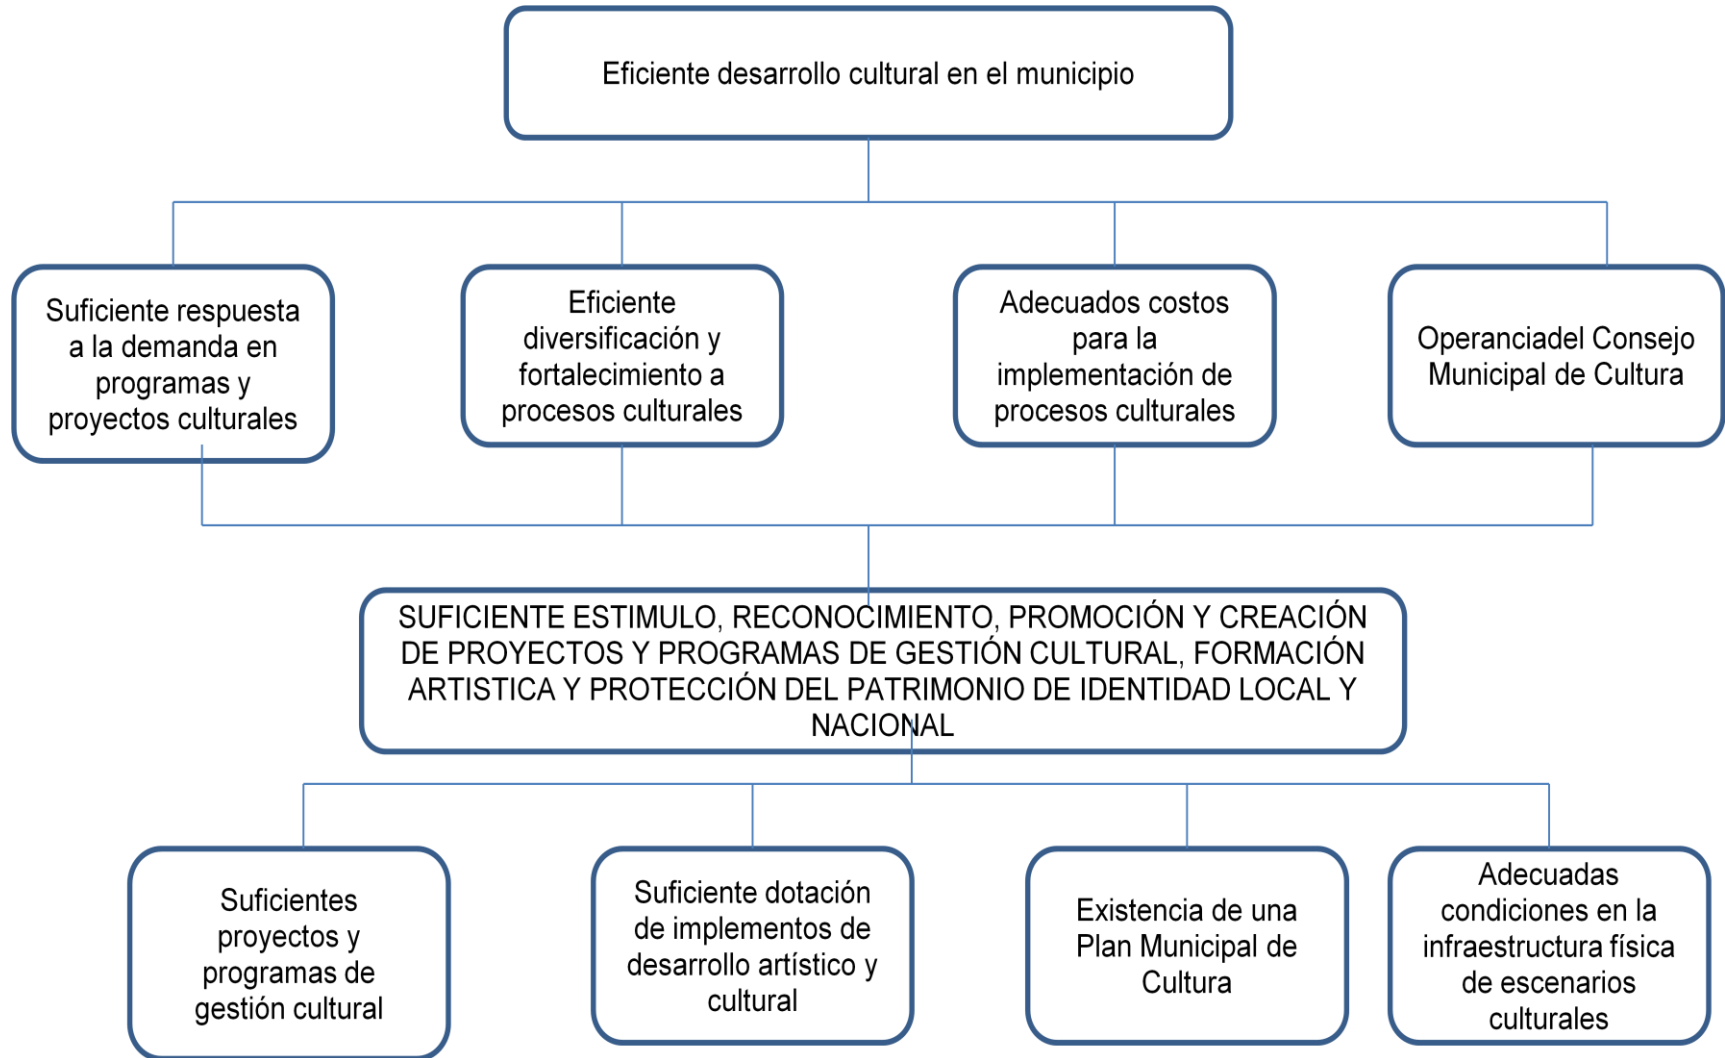 Eficiente desarrollo cultural en el municipio
Suficiente respuesta
a la demanda en
programas y
proyectos culturales
Eficiente
diversificación y
fortalecimiento a
procesos culturales
Adecuados costos
para la
implementación de
procesos culturales
Operanciadel Consejo
Municipal de Cultura
SUFICIENTE ESTIMULO, RECONOCIMIENTO, PROMOCIÓN Y CREACIÓN
DE PROYECTOS Y PROGRAMAS DE GESTIÓN CULTURAL, FORMACIÓN
ARTISTICA Y PROTECCIÓN DEL PATRIMONIO DE IDENTIDAD LOCAL Y
NACIONAL
Suficientes
proyectos y
programas de
gestión cultural
Suficiente dotación
de implementos de
desarrollo artístico y
cultural
Existencia de una
Plan Municipal de
Cultura
Adecuadas
condiciones en la
infraestructura física
de escenarios
culturales